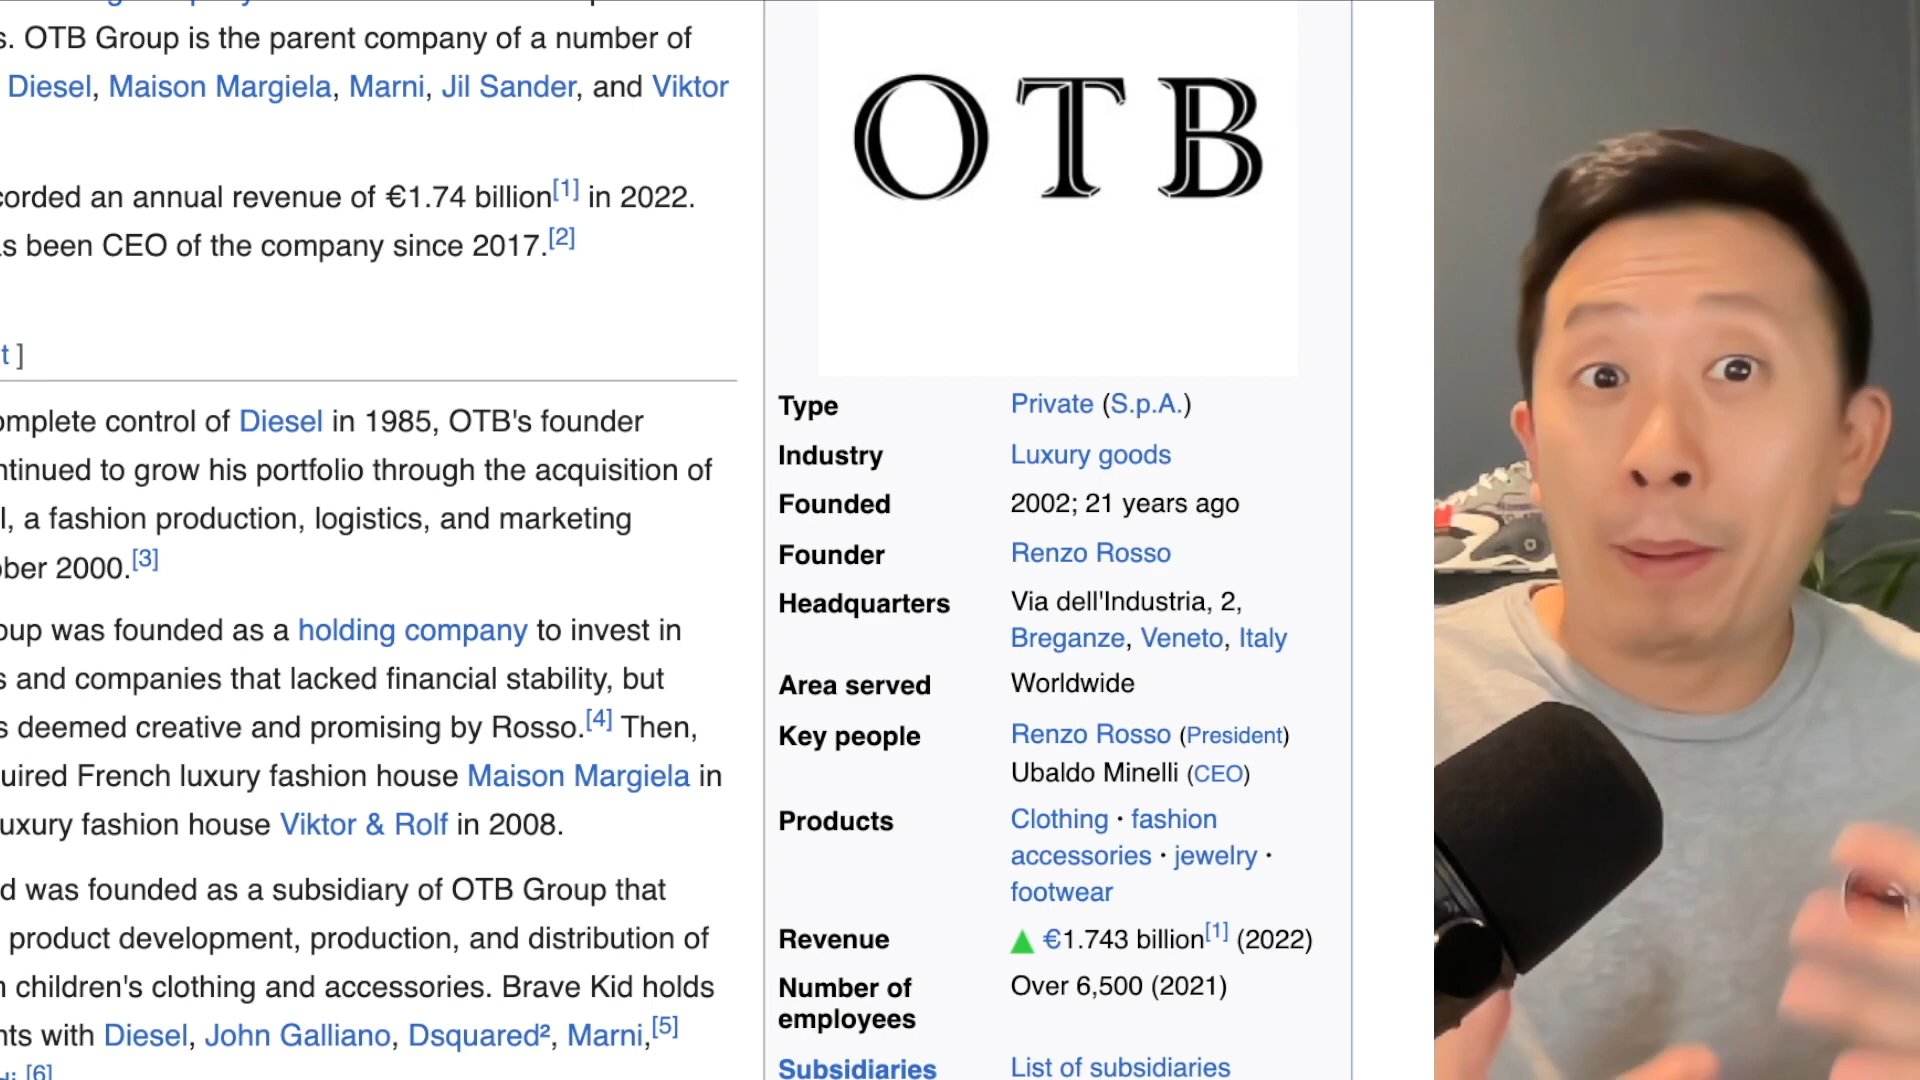 s. OTB Group is the parent company of a number of
Diesel, Maison Margiela, Marni, Jil Sander, and Viktor
corded an annual revenue of €1.74 billion[1] in 2022.
as been CEO of the company since 2017.[2]
t ]
omplete control of Diesel in 1985, OTB's founder
ntinued to grow his portfolio through the acquisition of
l, a fashion production, logistics, and marketing
ober 2000.[3]
oup was founded as a holding company to invest in
s and companies that lacked financial stability, but
s deemed creative and promising by Rosso.[4] Then,
quired French luxury fashion house Maison Margiela in
uxury fashion house Viktor & Rolf in 2008.
d was founded as a subsidiary of OTB Group that
product development, production, and distribution of
n children's clothing and accessories. Brave Kid holds
nts with Diesel, John Galliano, Dsquared², Marni,[5]
[6]
OTB
Type Private (S.p.A.)
Industry Luxury goods
Founded 2002; 21 years ago
Founder Renzo Rosso
Headquarters Via dell'Industria, 2,
Breganze, Veneto, Italy
Area served Worldwide
Key people Renzo Rosso (President)
Ubaldo Minelli (CEO)
Products Clothing · fashion
accessories · jewelry ·
footwear
Revenue ▲ €1.743 billion[1] (2022)
Number of Over 6,500 (2021)
employees
Subsidiaries List of subsidiaries